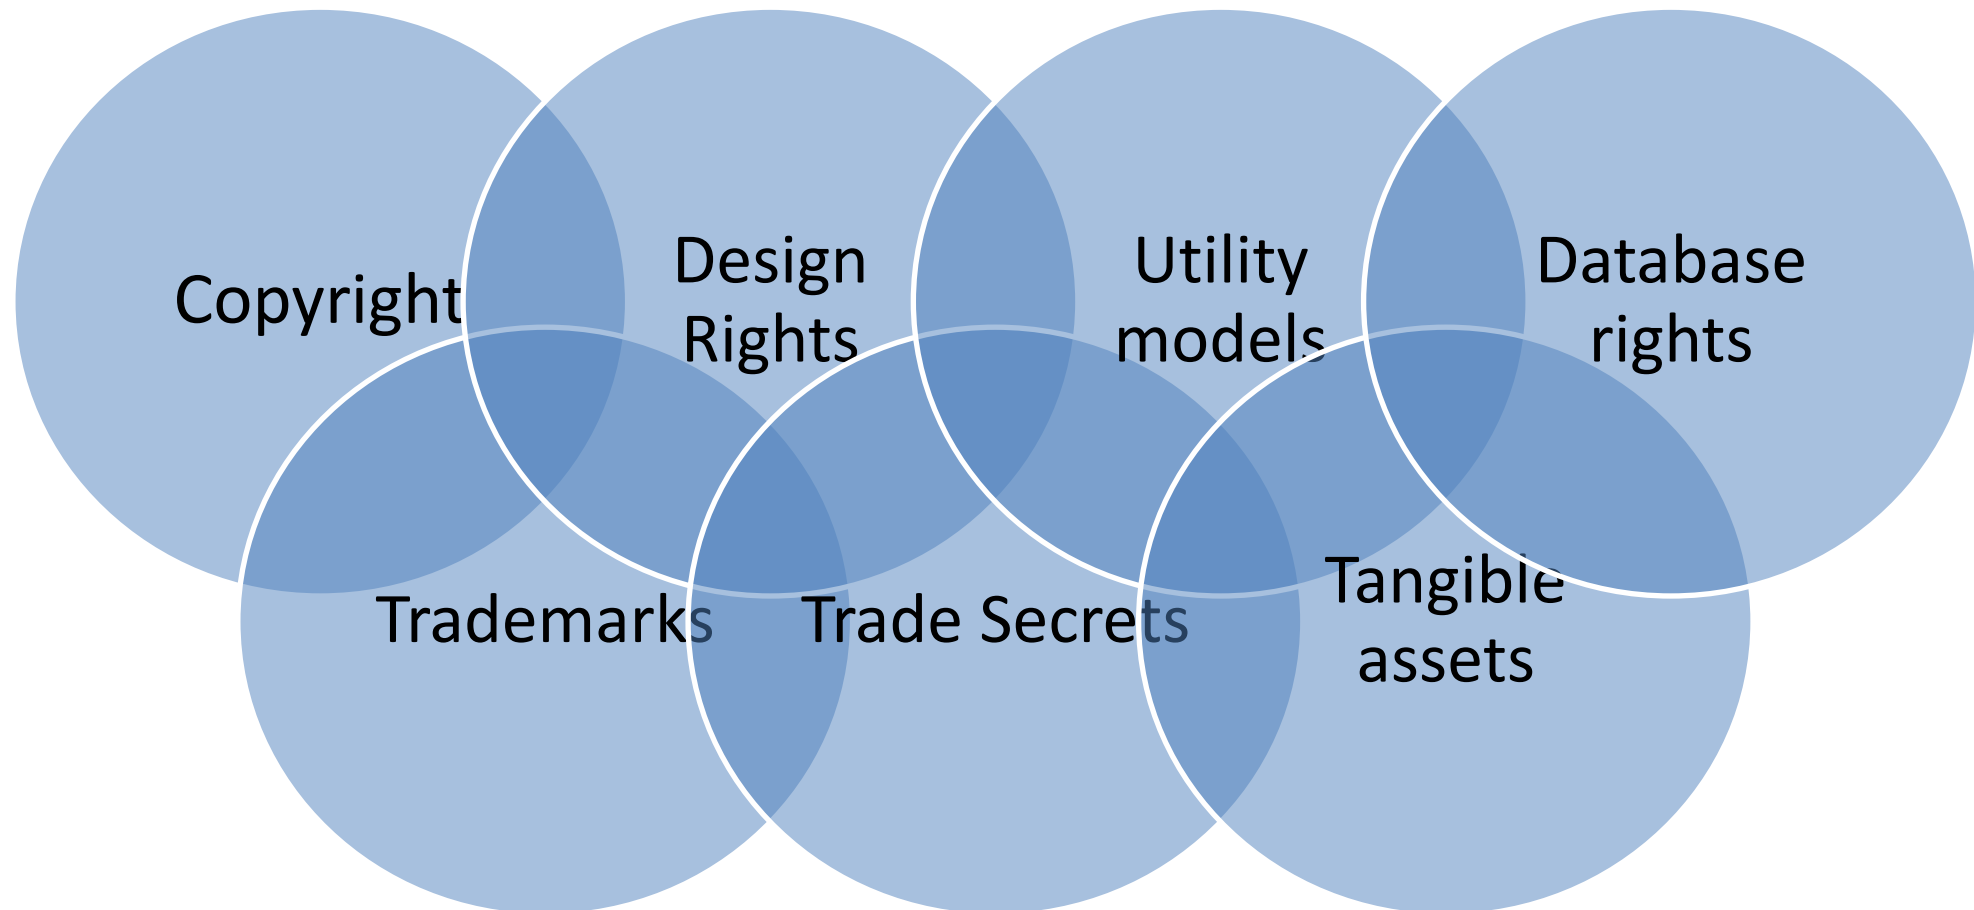 Copyright
Design
Rights
Utility
models
Database
rights
Trademarks
Trade Secrets
Tangible
assets